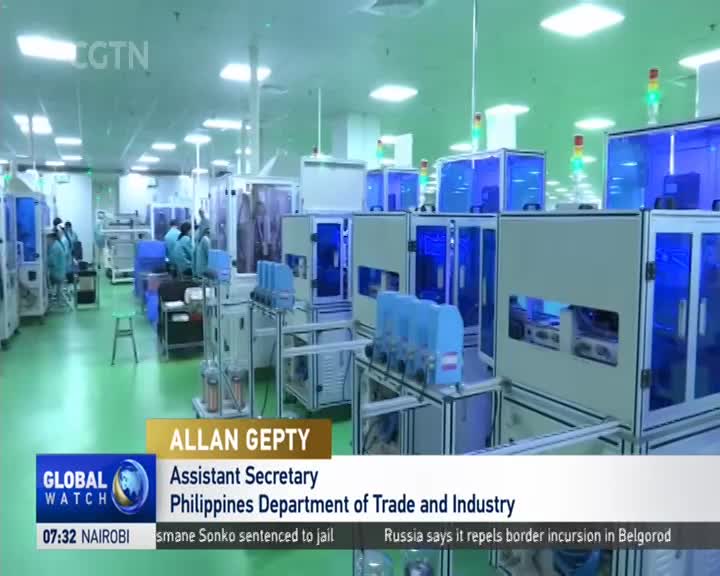 CGTN
ALLAN GEPTY
Assistant Secretary
Philippines Department of Trade and Industry
GLOBAL
WATCH
07:32 NAIROBI
smane Sonko sentenced to jail
Russia says it repels border incursion in Belgorod